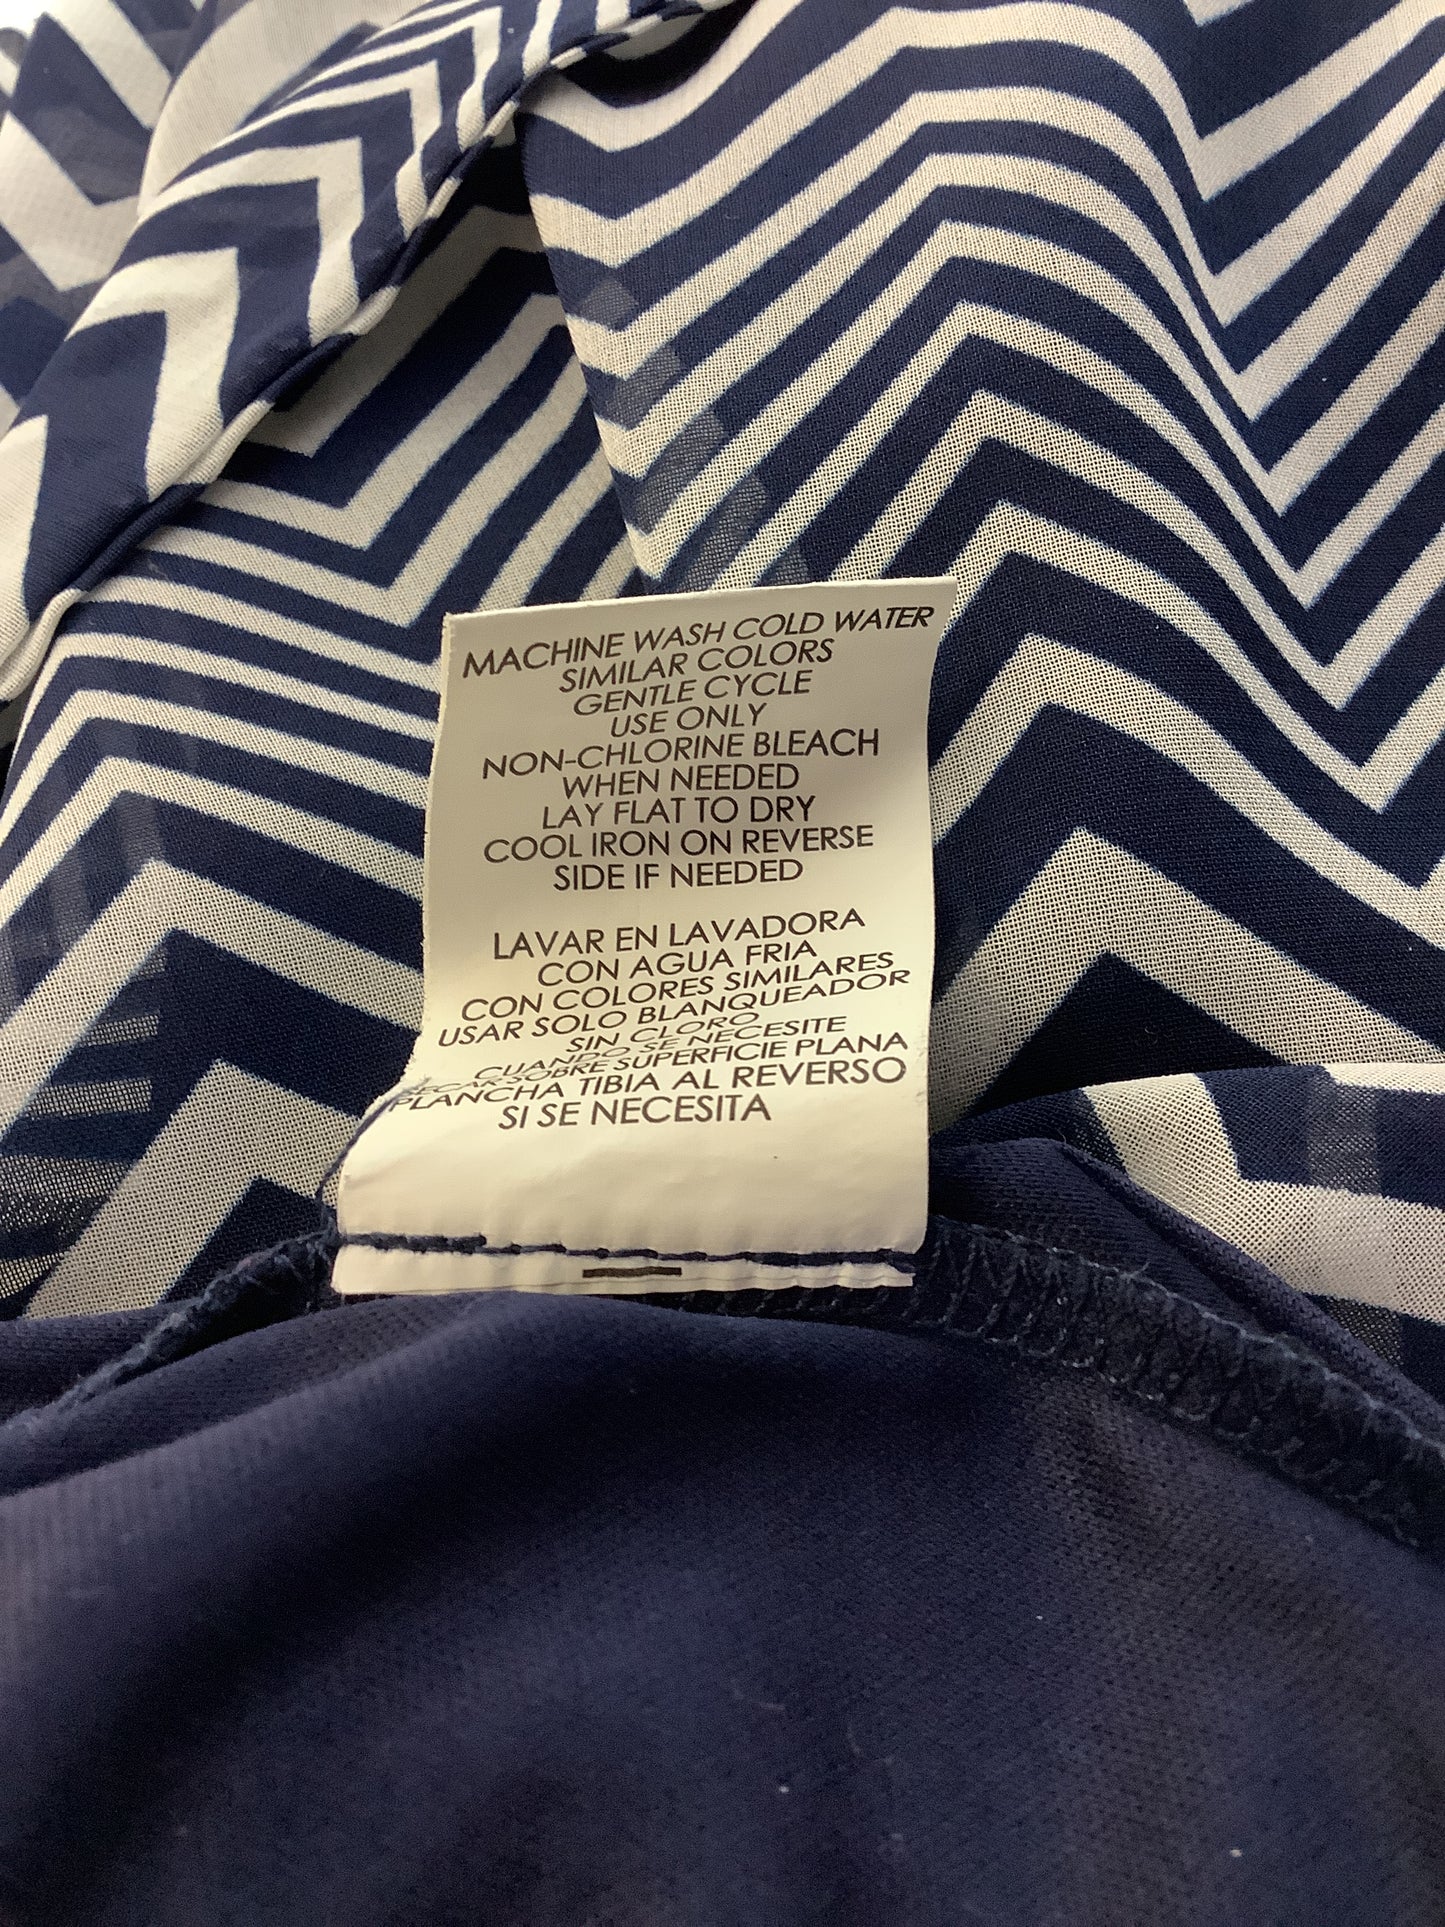 MACHINE WASH COLD WATER
SIMILAR COLORS
GENTLE CYCLE
USE ONLY
NON-CHLORINE BLEACH
WHEN NEEDED
LAY FLAT TO DRY
COOL IRON ON REVERSE
SIDE IF NEEDED
LAVAR EN LAVADORA
CON AGUA FRIA
CON COLORES SIMILARES
USAR SOLO BLANQUEADOR
SIN CLORO
CUANDO SE NECESITE
SECAR SOBRE SUPERFICIE PLANA
PLANCHA TIBIA AL REVERSO
SI SE NECESITA